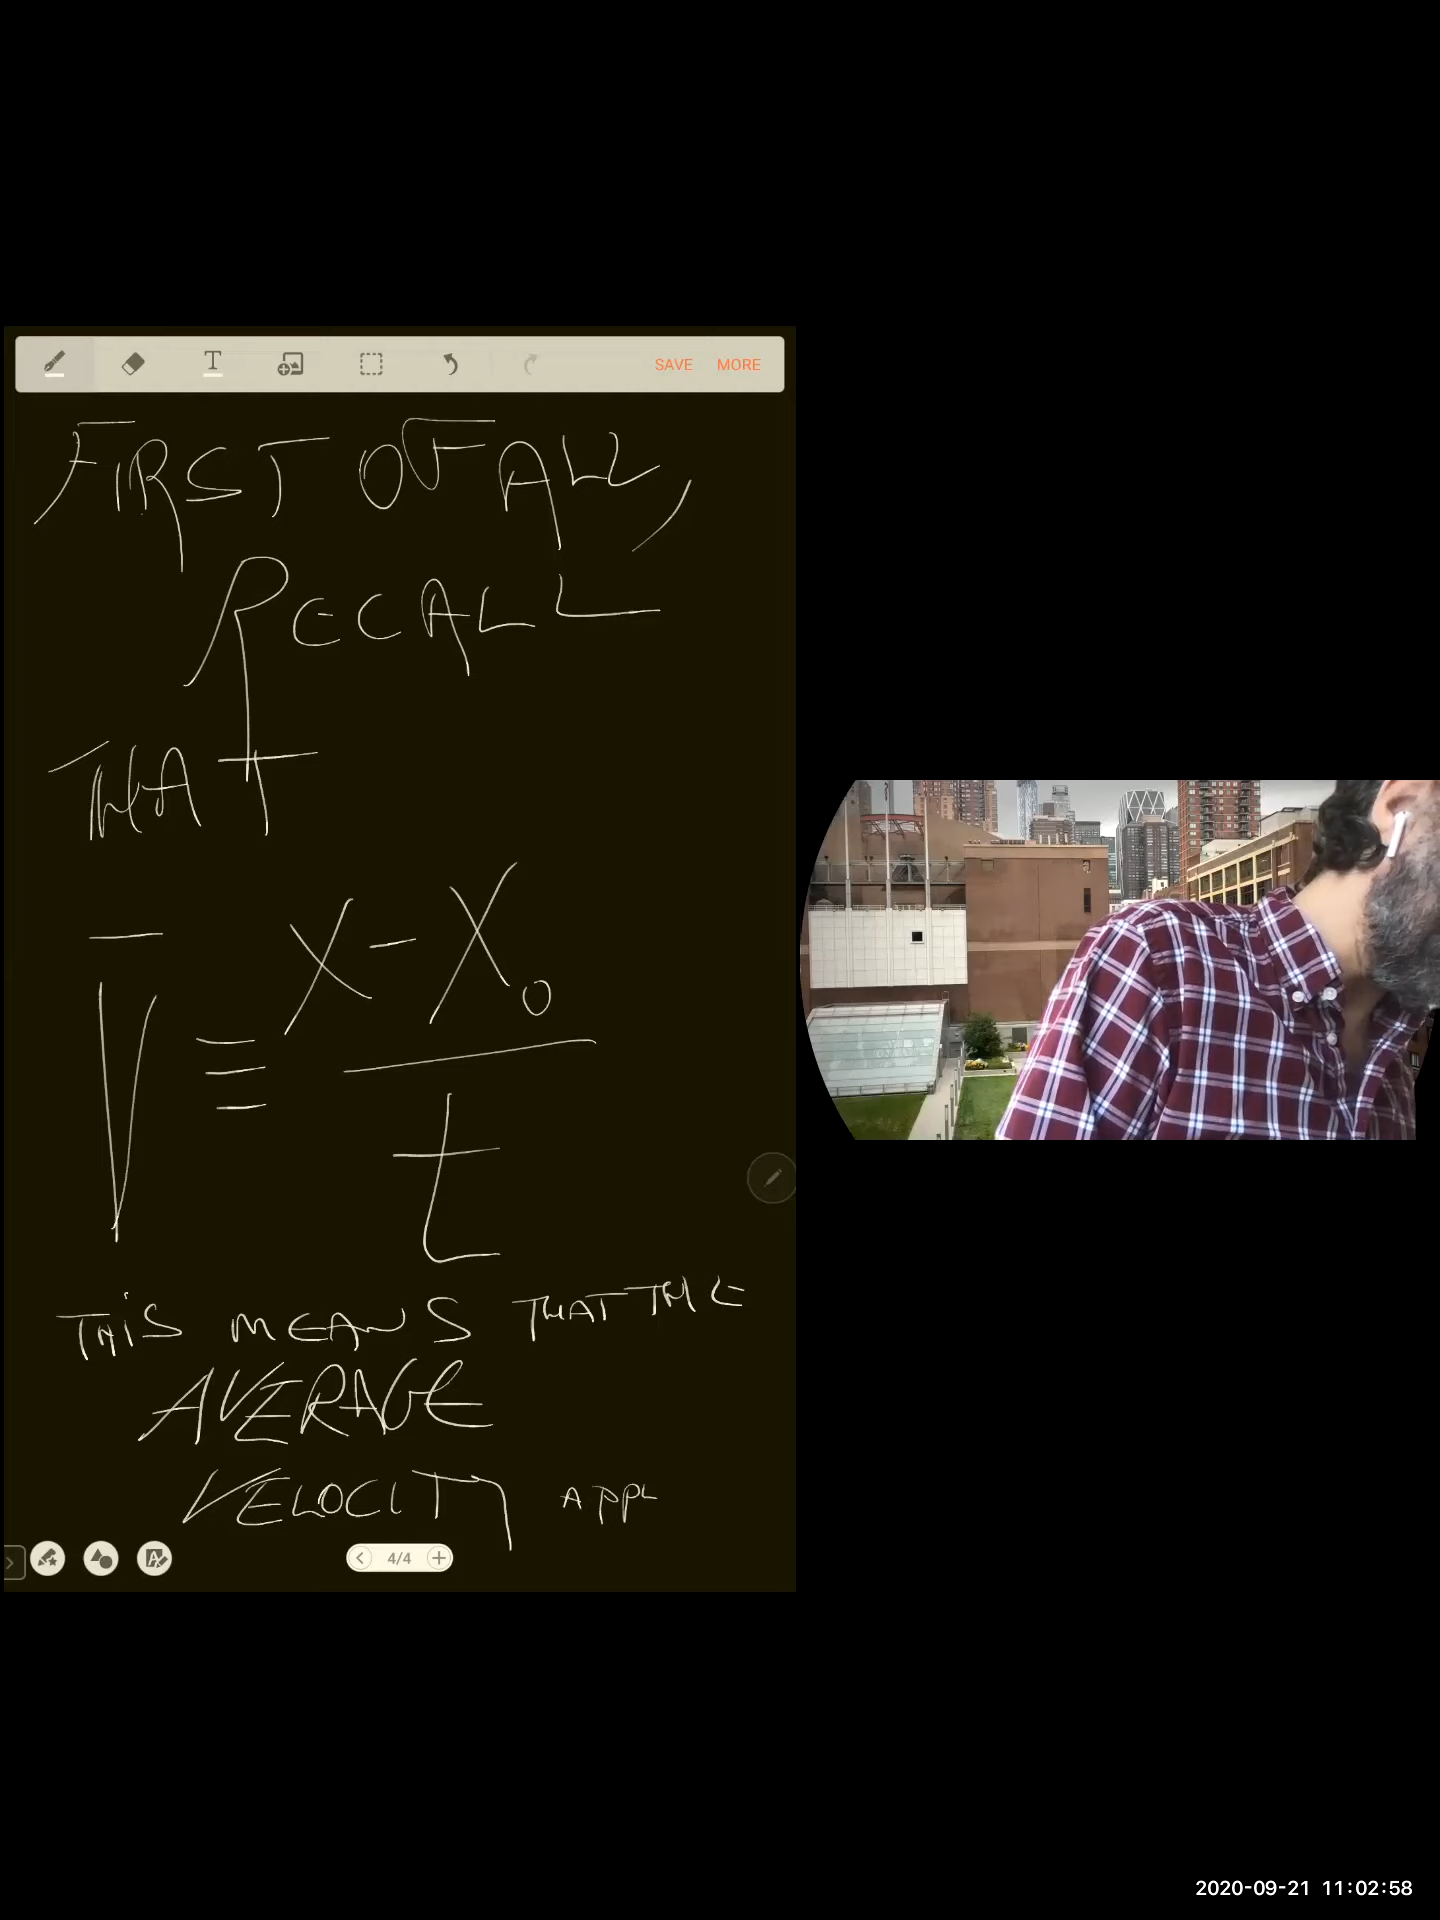 SAVE MORE
FIRST OF ALL,
RECALL
THAT
V̅ ≡ X - X₀ / t
THIS MEANS THAT THE
AVERAGE
VELOCITY APPL
4/4
2020-09-21 11:02:58